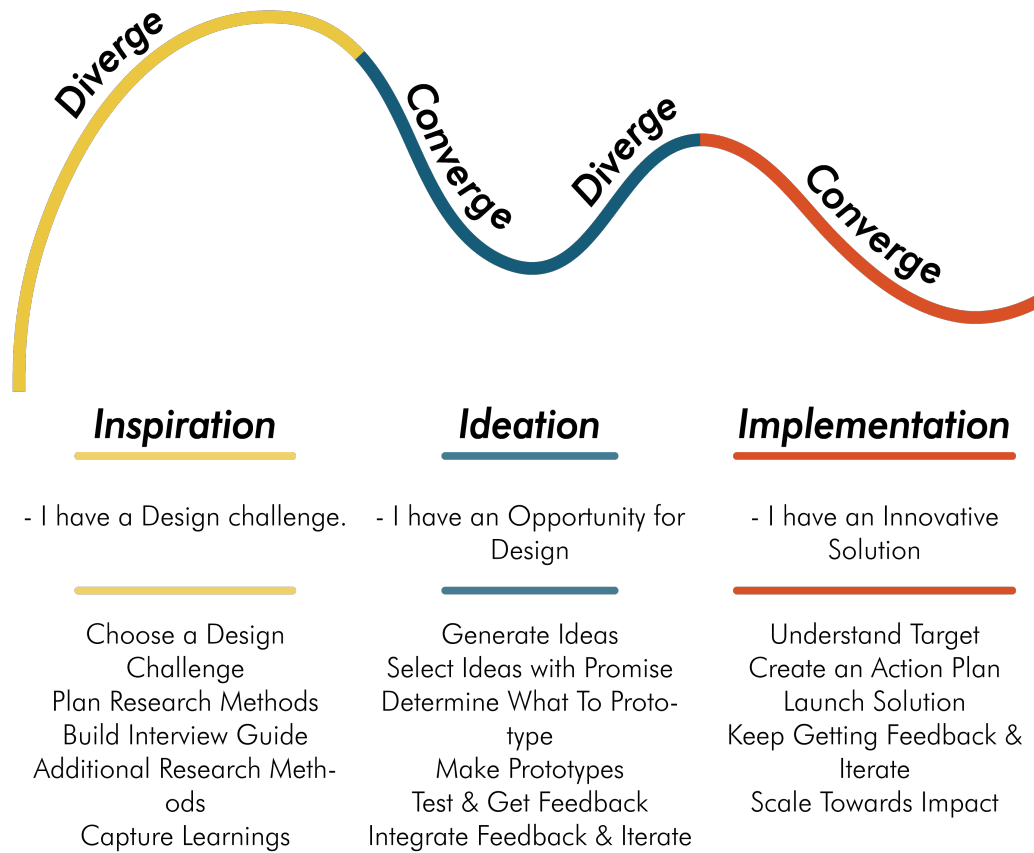 Diverge
Converge
Diverge
Converge
Inspiration
- I have a Design challenge.
Choose a Design
Challenge
Plan Research Methods
Build Interview Guide
Additional Research Meth-
ods
Capture Learnings
Ideation
- I have an Opportunity for
Design
Generate Ideas
Select Ideas with Promise
Determine What To Proto-
type
Make Prototypes
Test & Get Feedback
Integrate Feedback & Iterate
Implementation
- I have an Innovative
Solution
Understand Target
Create an Action Plan
Launch Solution
Keep Getting Feedback &
Iterate
Scale Towards Impact